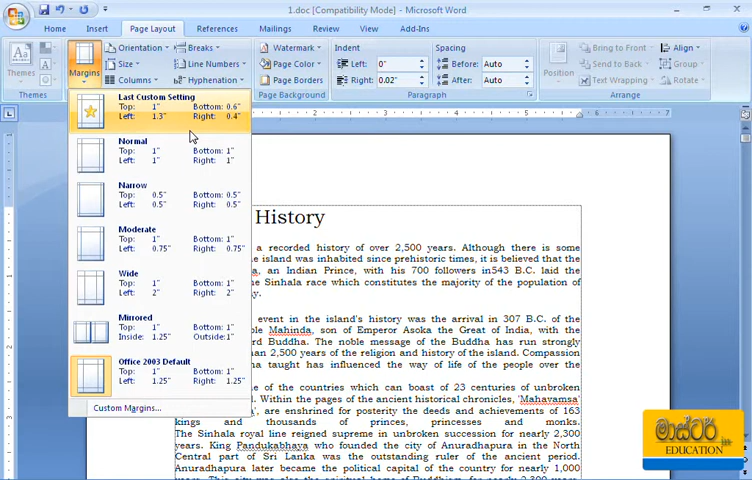 1.doc [Compatibility Mode] - Microsoft Word
Home Insert Page Layout References Mailings Review View Add-Ins
Themes
Margins
Orientation
Size
Columns
Breaks
Line Numbers
Hyphenation
Watermark
Page Color
Page Borders
Indent
Left: 0"
Right: 0.02"
Spacing
Before: Auto
After: Auto
Position
Bring to Front
Send to Back
Text Wrapping
Align
Group
Rotate
Themes
Page Background
Paragraph
Arrange
Last Custom Setting
Top: 1" Bottom: 0.6"
Left: 1.3" Right: 0.4"
Normal
Top: 1" Bottom: 1"
Left: 1" Right: 1"
Narrow
Top: 0.5" Bottom: 0.5"
Left: 0.5" Right: 0.5"
Moderate
Top: 1" Bottom: 1"
Left: 0.75" Right: 0.75"
Wide
Top: 1" Bottom: 1"
Left: 2" Right: 2"
Mirrored
Top: 1" Bottom: 1"
Inside: 1.25" Outside: 1"
Office 2003 Default
Top: 1" Bottom: 1"
Left: 1.25" Right: 1.25"
Custom Margins...
History
a recorded history of over 2,500 years. Although there is some
island was inhabited since prehistoric times, it is believed that the
an Indian Prince, with his 700 followers in543 B.C. laid the
Sinhala race which constitutes the majority of the population of
event in the island's history was the arrival in 307 B.C. of the
Mahinda, son of Emperor Asoka the Great of India, with the
Buddha. The noble message of the Buddha has run strongly
than 2,500 years of the religion and history of the island. Compassion
taught has influenced the way of life of the people over the
of the countries which can boast of 23 centuries of unbroken
Within the pages of the ancient historical chronicles, 'Mahavamsa'
are enshrined for posterity the deeds and achievements of 163
kings and thousands of princes, princesses and monks.
The Sinhala royal line reigned supreme in unbroken succession for nearly 2,300
years. King Pandukabhaya who founded the city of Anuradhapura in the North
Central part of Sri Lanka was the outstanding ruler of the ancient period.
Anuradhapura later became the political capital of the country for nearly 1,000
මාස්ටර්
EDUCATION